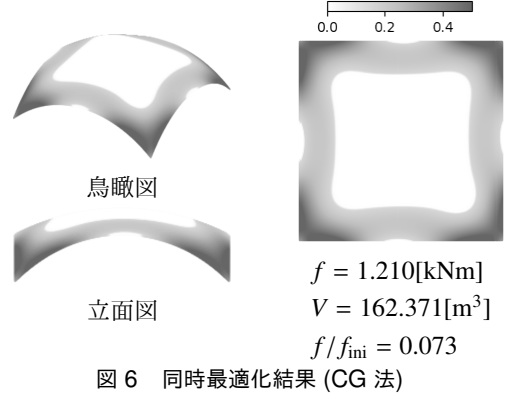 0.0 0.2 0.4
鳥瞰図
立面図
f = 1.210[kNm]
V = 162.371[m³]
f/f_ini = 0.073
図 6 同時最適化結果 (CG 法)